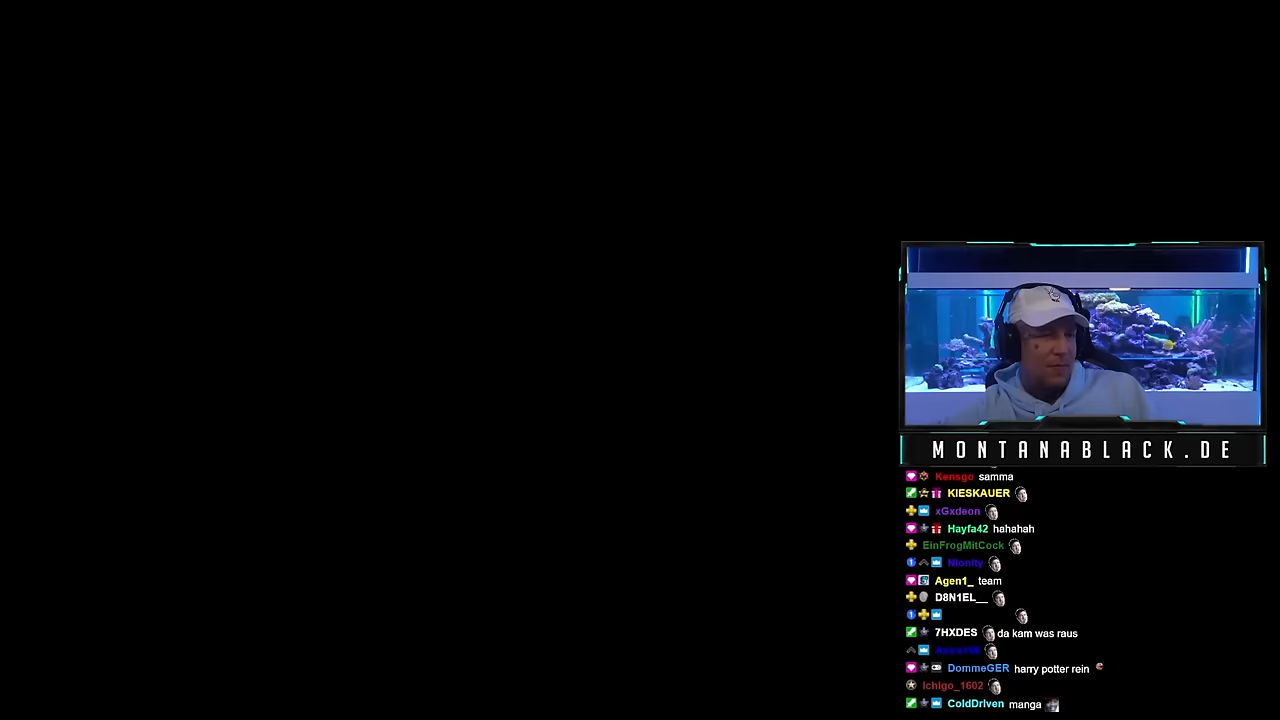 MONTANABLACK.DE
Kensgo samma
KIESKAUER
xGxdeon
Hayfa42 hahahah
EinFrogMitCock
Nionity
Agen1_ team
D8N1EL__
7HXDES da kam was raus
DommeGER harry potter rein
Ichigo_1602
ColdDriven manga